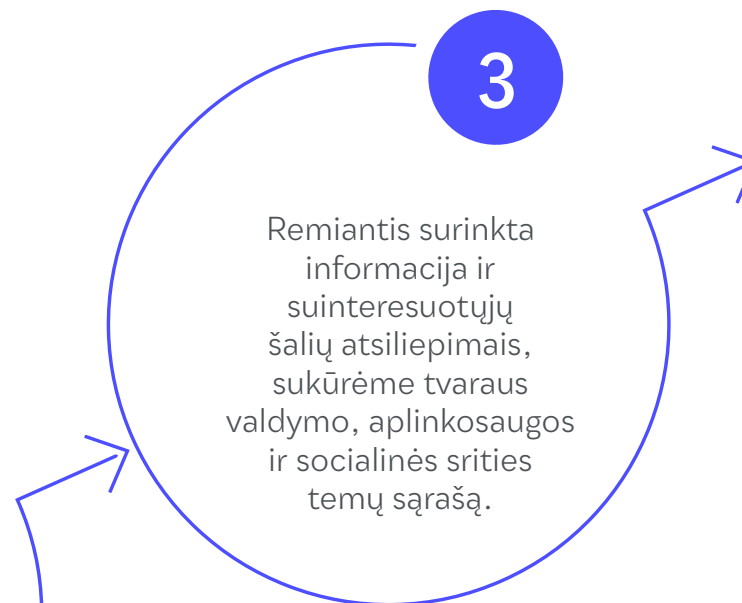 3
Remiantis surinkta
informacija ir
suinteresuotųjų
šalių atsiliepimais,
sukūrėme tvaraus
valdymo, aplinkosaugos
ir socialinės srities
temų sąrašą.